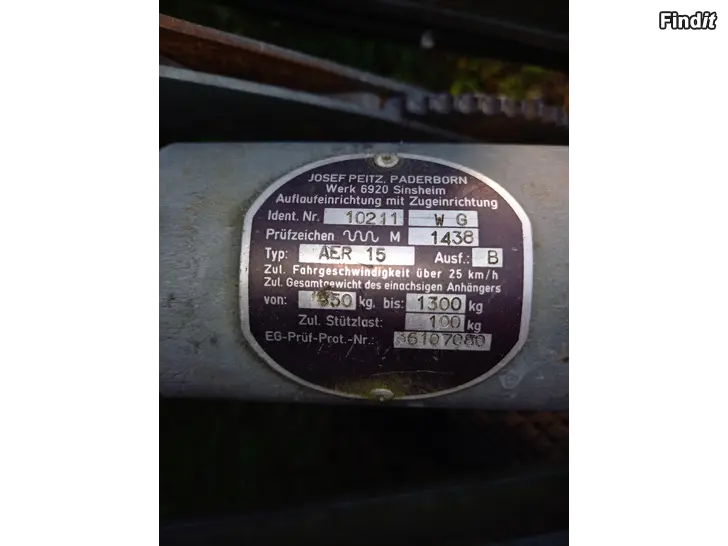 Findit
JOSEF PEITZ, PADERBORN
Werk 6920 Sinsheim
Auflaufeinrichtung mit Zugeinrichtung
Ident. Nr. 10211 W G
Prüfzeichen M 1438
Typ: AER 15 Ausf.: B
Zul. Fahrgeschwindigkeit über 25 km/h
Zul. Gesamtgewicht des einachsigen Anhängers
von: kg. bis: 1300 kg
Zul. Stützlast: 100 kg
EG-Prüf-Prot.-Nr.: